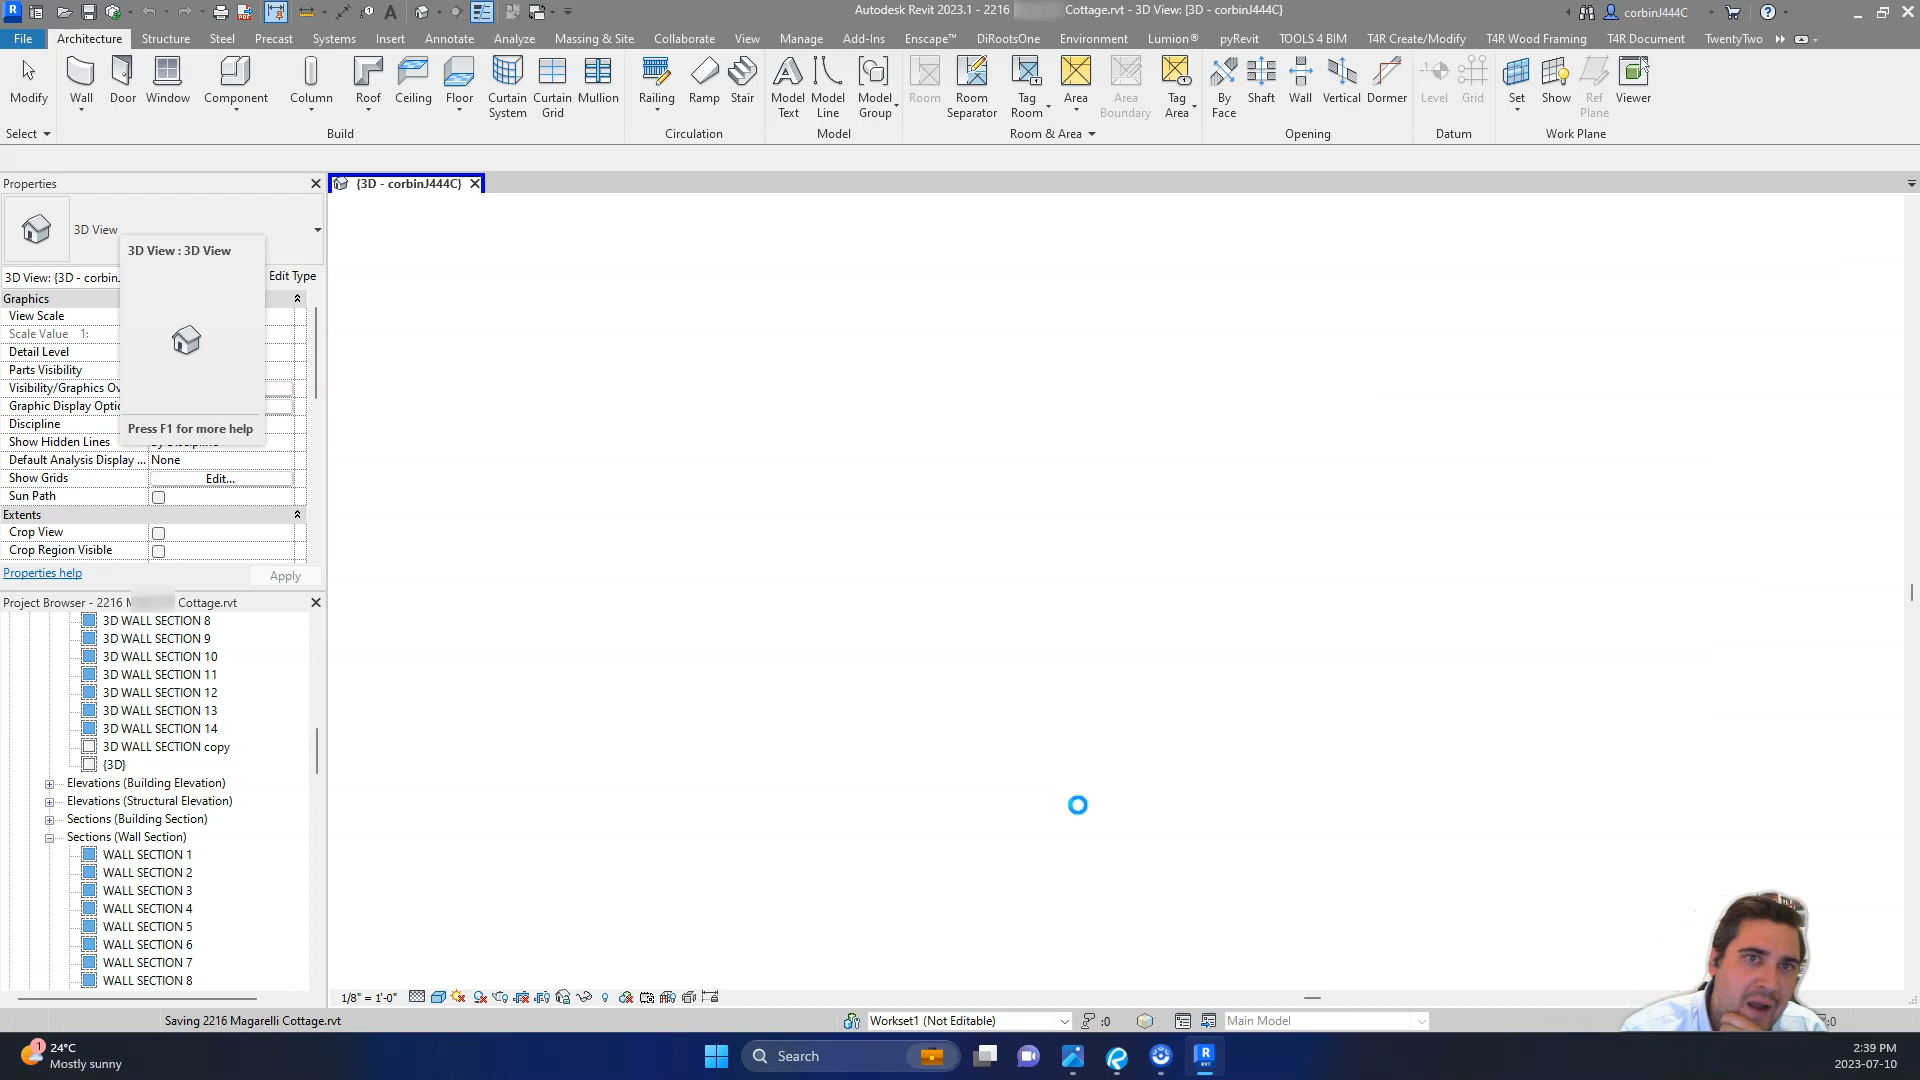 Autodesk Revit 2023.1 - 2216 Cottage.rvt - 3D View: {3D - corbinJ444C}
corbinJ444C
File Architecture Structure Steel Precast Systems Insert Annotate Analyze Massing & Site Collaborate View Manage Add-Ins Enscape™ DiRootsOne Environment Lumion® pyRevit TOOLS 4 BIM T4R Create/Modify T4R Wood Framing T4R Document TwentyTwo
Modify Wall Door Window Component Column Roof Ceiling Floor Curtain System Curtain Grid Mullion Railing Ramp Stair Model Text Model Line Model Group Room Room Separator Tag Room Area Area Boundary Tag Area By Face Shaft Wall Vertical Dormer Level Grid Set Show Ref Plane Viewer
Select Build Circulation Model Room & Area Opening Datum Work Plane
Properties
{3D - corbinJ444C}
3D View
3D View : 3D View
3D View: {3D - corbin. Edit Type
Graphics
View Scale
Scale Value 1:
Detail Level
Parts Visibility
Visibility/Graphics Ov
Graphic Display Optic
Discipline
Press F1 for more help
Show Hidden Lines
Default Analysis Display ... None
Show Grids Edit...
Sun Path
Extents
Crop View
Crop Region Visible
Properties help Apply
Project Browser - 2216 Cottage.rvt
3D WALL SECTION 8
3D WALL SECTION 9
3D WALL SECTION 10
3D WALL SECTION 11
3D WALL SECTION 12
3D WALL SECTION 13
3D WALL SECTION 14
3D WALL SECTION copy
{3D}
Elevations (Building Elevation)
Elevations (Structural Elevation)
Sections (Building Section)
Sections (Wall Section)
WALL SECTION 1
WALL SECTION 2
WALL SECTION 3
WALL SECTION 4
WALL SECTION 5
WALL SECTION 6
WALL SECTION 7
WALL SECTION 8
1/8" = 1'-0"
Saving 2216 Magarelli Cottage.rvt
Workset1 (Not Editable)
:0
Main Model
:0
1
24°C
Mostly sunny
Search
2:39 PM
2023-07-10